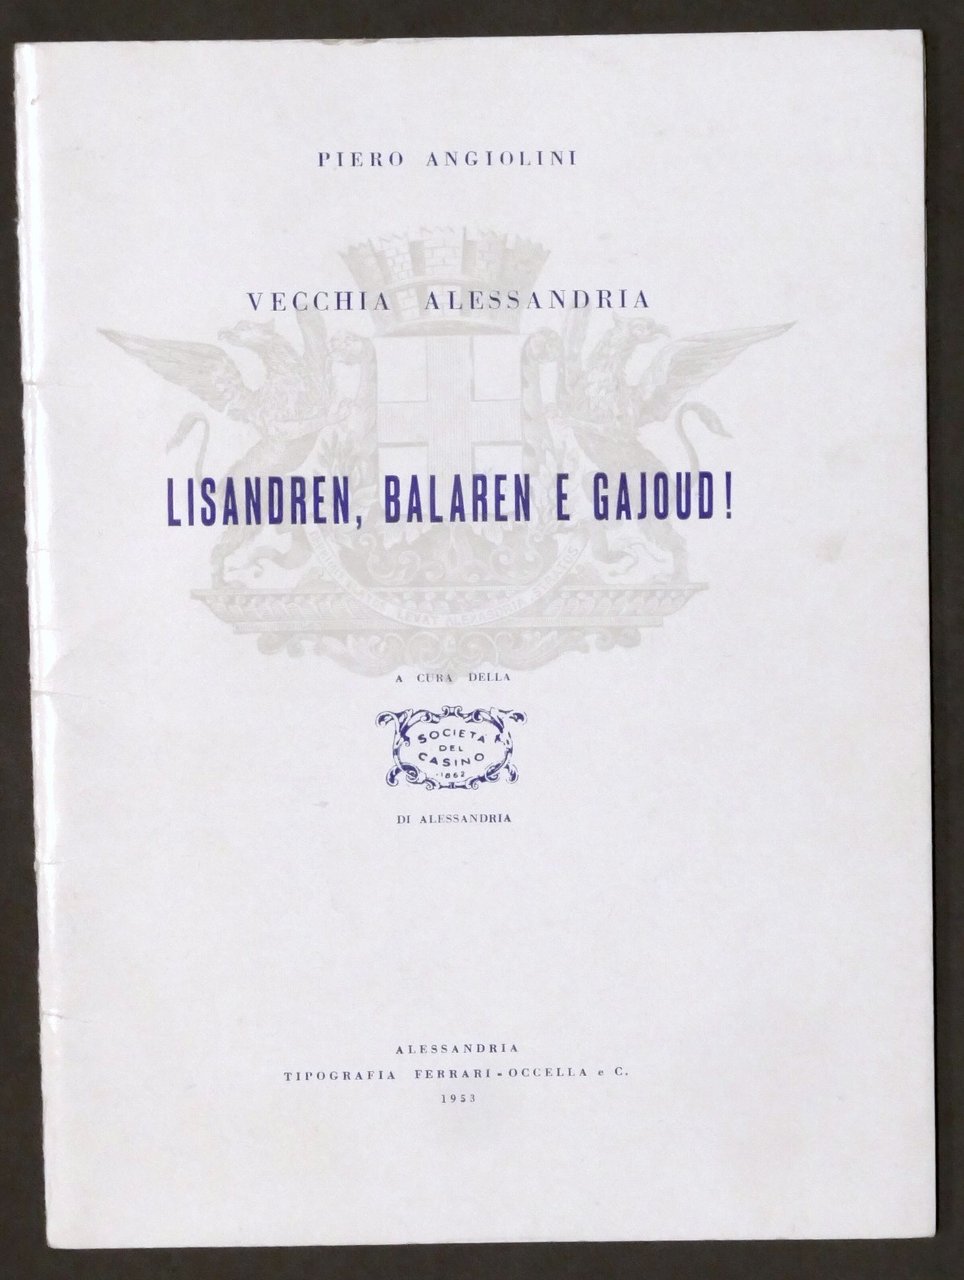 PIERO ANGIOLINI
VECCHIA ALESSANDRIA
LISANDREN, BALAREN E GAJOUD!
A CURA DELLA
SOCIETÀ
DEL
CASINO
1862
DI ALESSANDRIA
ALESSANDRIA
TIPOGRAFIA FERRARI - OCCELLA e C.
1953